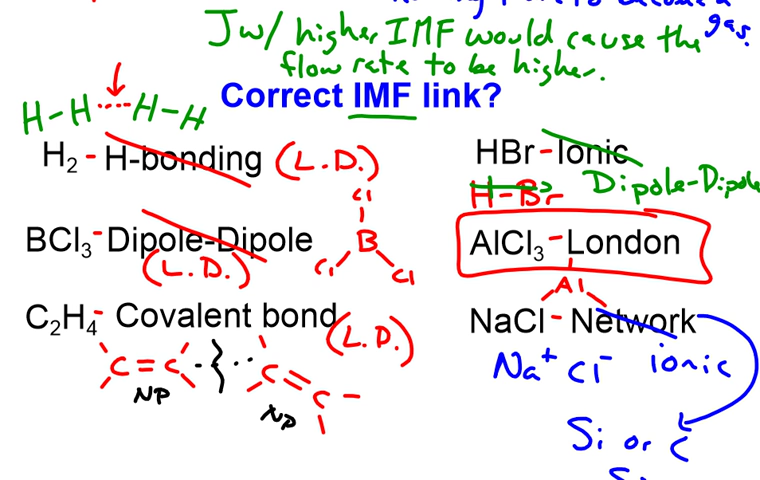 gas.
Jw/ higher IMF would cause the
flow rate to be higher.
Correct IMF link?
H-H·····H-H
H₂ - H-bonding (L.D.)
HBr - Ionic
H-Br Dipole-Dipole
BCl₃ - Dipole-Dipole
(L.D.)
Cl
B
Cl Cl
AlCl₃ - London
Al
C₂H₄ - Covalent bond
(L.D.)
NaCl - Network
C=C C=C
NP NP
Na⁺ Cl⁻ ionic
Si or C